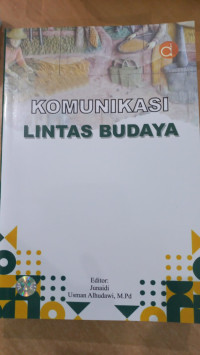 KOMUNIKASI
LINTAS BUDAYA
Editor:
Junaidi
Usman Alhudawi, M.Pd